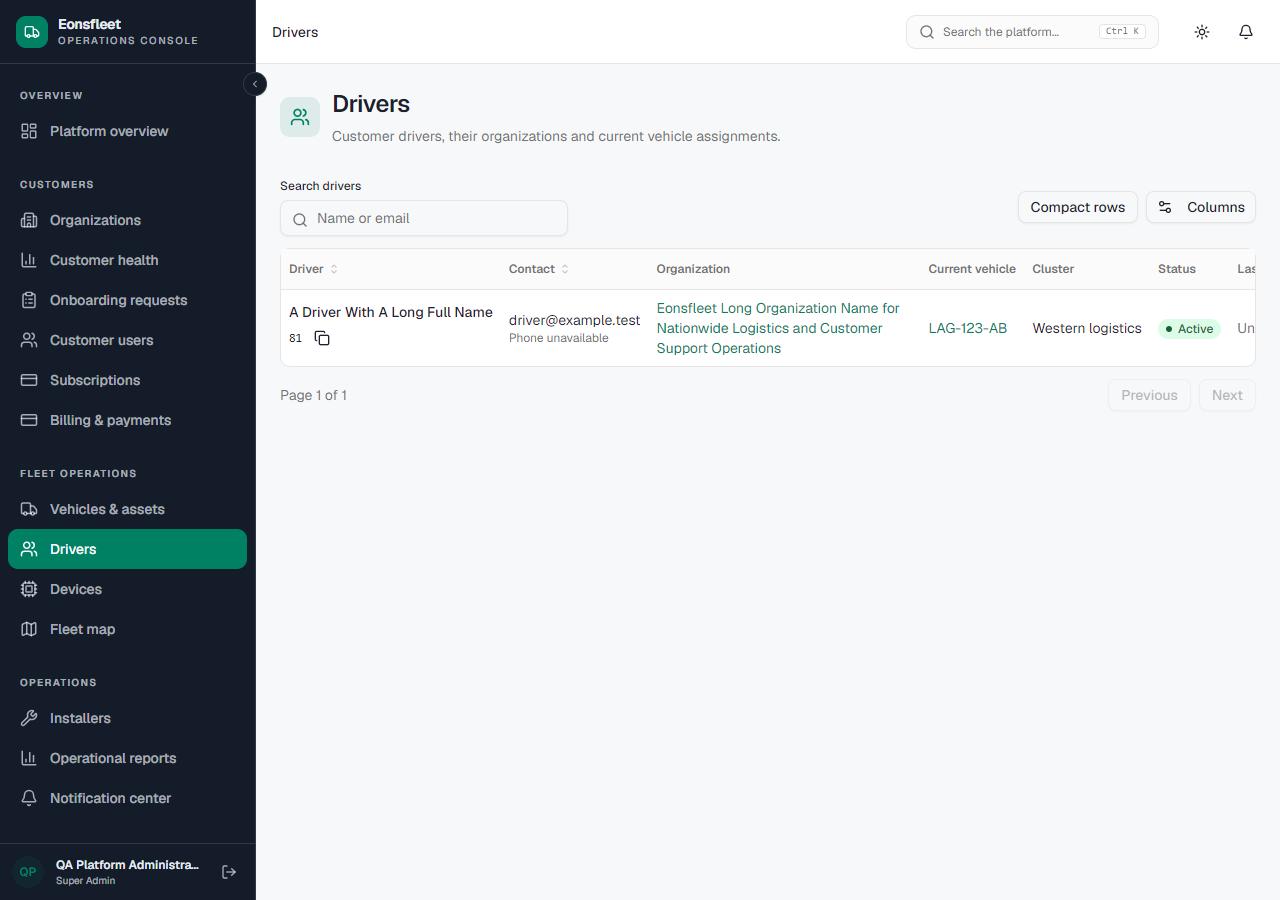 Eonsfleet
OPERATIONS CONSOLE
Drivers
Search the platform...
Ctrl K
OVERVIEW
Platform overview
CUSTOMERS
Organizations
Customer health
Onboarding requests
Customer users
Subscriptions
Billing & payments
FLEET OPERATIONS
Vehicles & assets
Drivers
Devices
Fleet map
OPERATIONS
Installers
Operational reports
Notification center
QP
QA Platform Administra...
Super Admin
Drivers
Customer drivers, their organizations and current vehicle assignments.
Search drivers
Name or email
Compact rows
Columns
Driver
Contact
Organization
Current vehicle
Cluster
Status
Las
A Driver With A Long Full Name
81
driver@example.test
Phone unavailable
Eonsfleet Long Organization Name for
Nationwide Logistics and Customer
Support Operations
LAG-123-AB
Western logistics
Active
Un
Page 1 of 1
Previous
Next